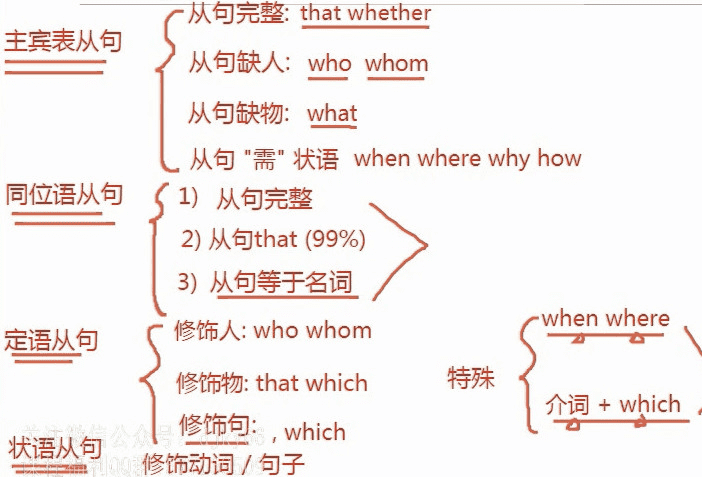 主宾表从句
从句完整: that whether
从句缺人: who whom
从句缺物: what
从句 "需" 状语 when where why how
同位语从句
1) 从句完整
2) 从句that (99%)
3) 从句等于名词
定语从句
修饰人: who whom
修饰物: that which
修饰句: , which
特殊
when where
介词 + which
状语从句
修饰动词 / 句子